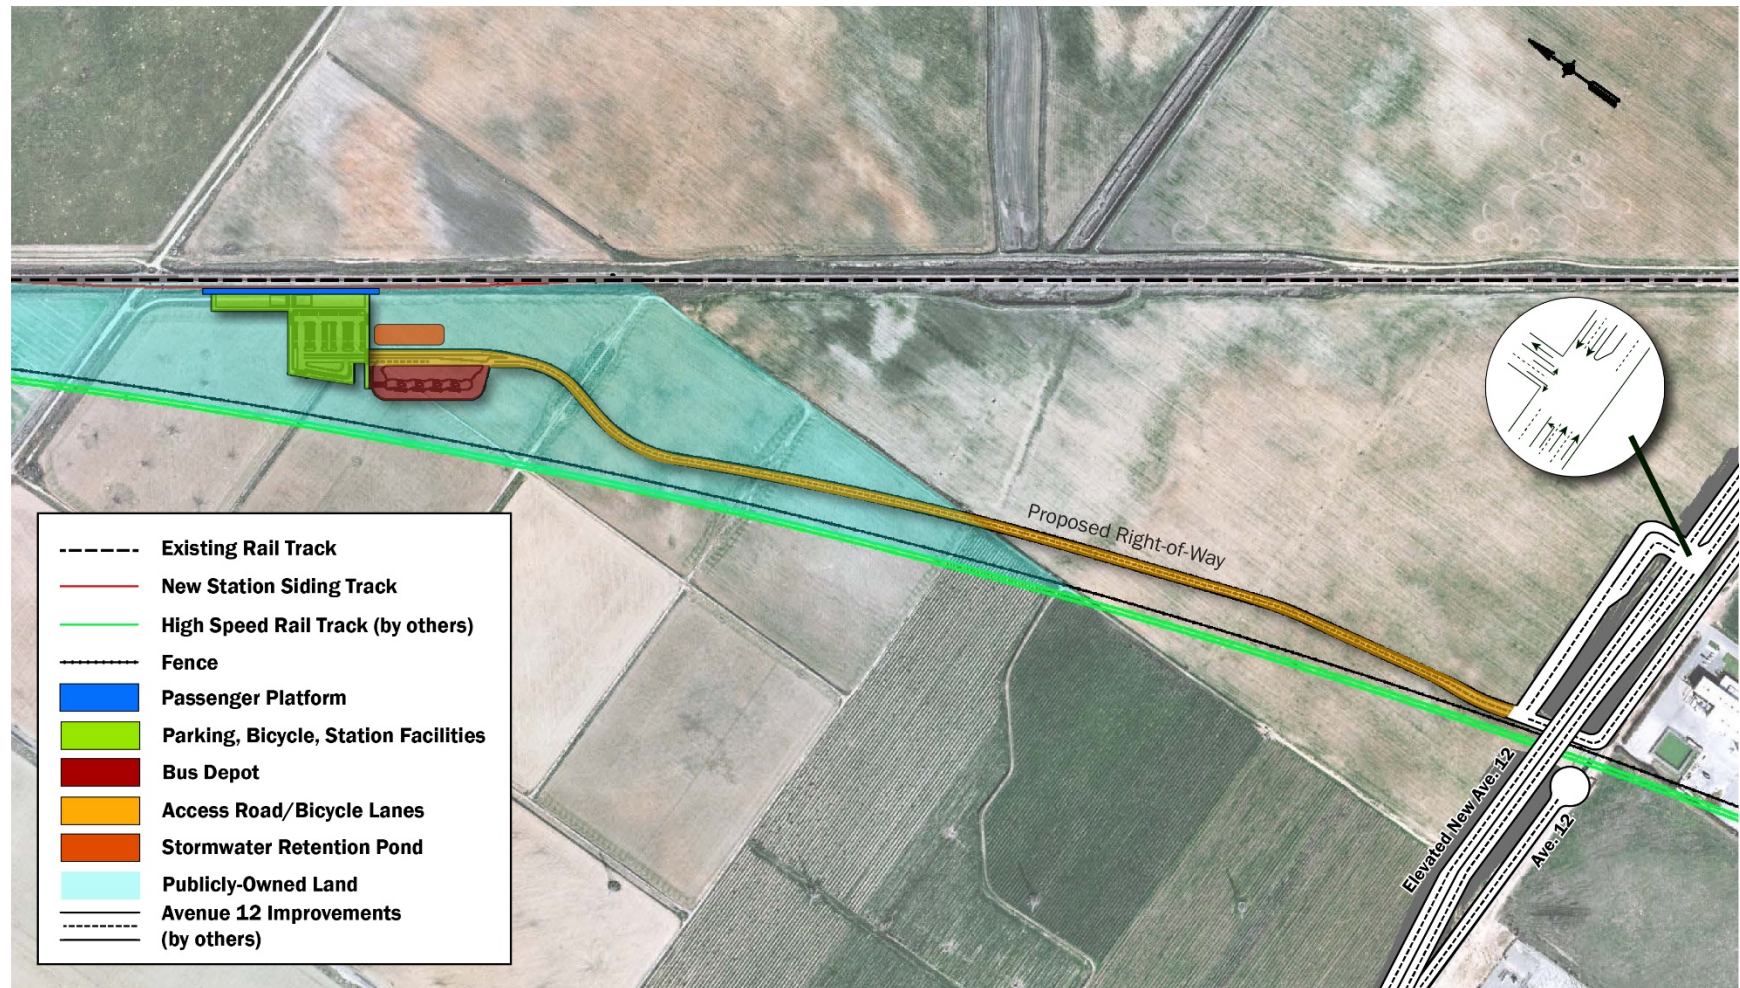 Proposed Right-of-Way
Existing Rail Track
New Station Siding Track
High Speed Rail Track (by others)
Fence
Passenger Platform
Parking, Bicycle, Station Facilities
Bus Depot
Access Road/Bicycle Lanes
Stormwater Retention Pond
Publicly-Owned Land
Avenue 12 Improvements
(by others)
Elevated New Ave. 12
Ave. 12